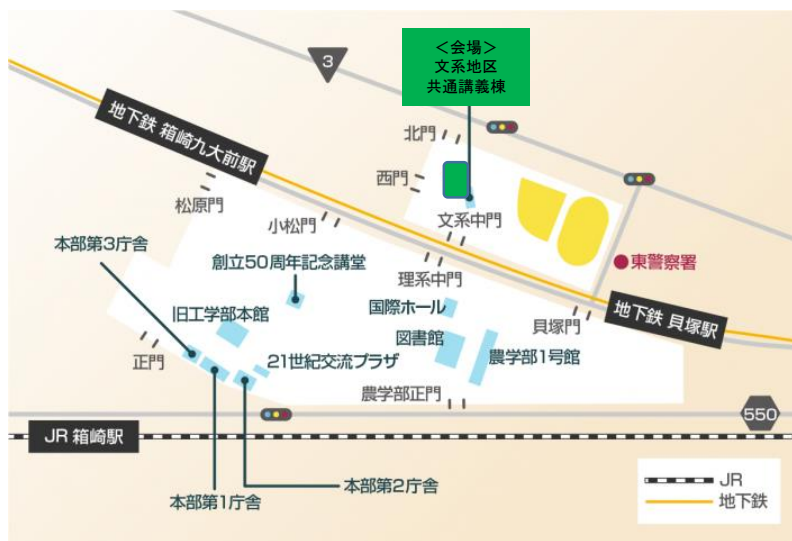 ＜会場＞
文系地区
共通講義棟
3
地下鉄 箱崎九大前駅
北門
西門
松原門
小松門
文系中門
本部第3庁舎
創立50周年記念講堂
理系中門
東警察署
国際ホール
旧工学部本館
地下鉄 貝塚駅
貝塚門
図書館
正門
21世紀交流プラザ
農学部1号館
農学部正門
550
JR 箱崎駅
本部第2庁舎
本部第1庁舎
JR
地下鉄